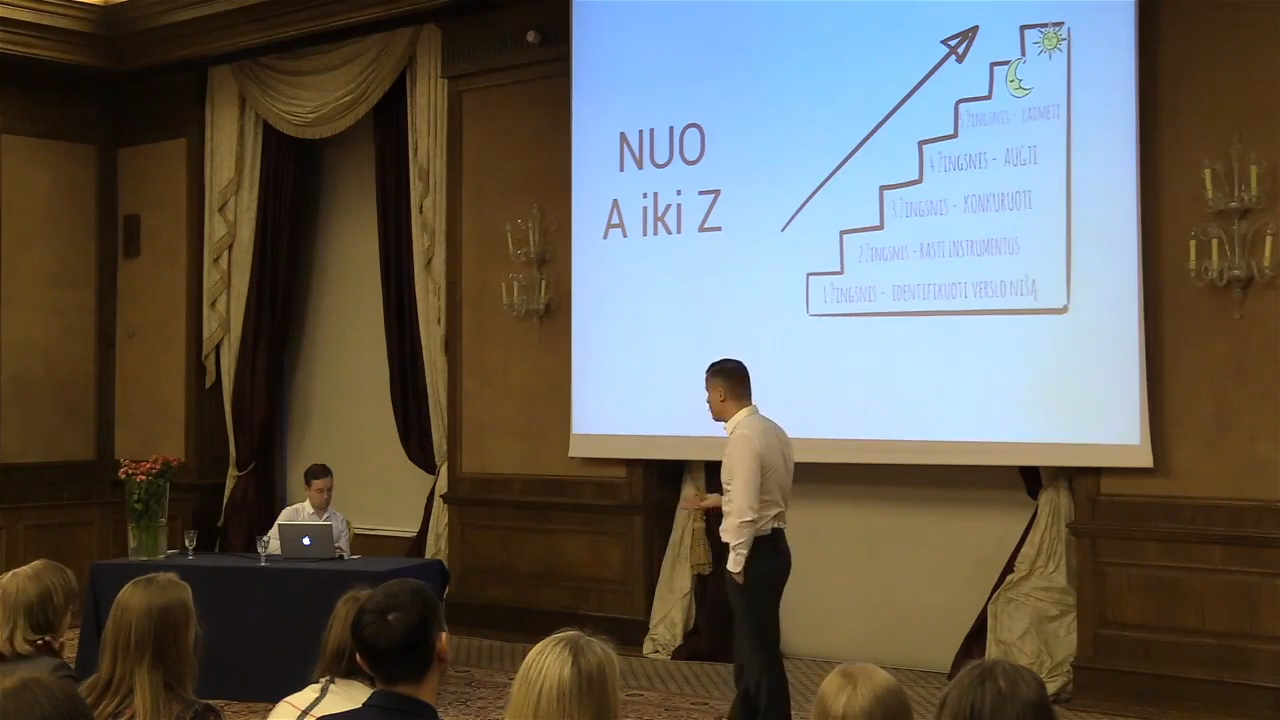 NUO
A iki Z
5 ŽINGSNIS - LAIMĖTI
4 ŽINGSNIS - AUGTI
3 ŽINGSNIS - KONKURUOTI
2 ŽINGSNIS - RASTI INSTRUMENTUS
1 ŽINGSNIS - IDENTIFIKUOTI VERSLO NIŠĄ